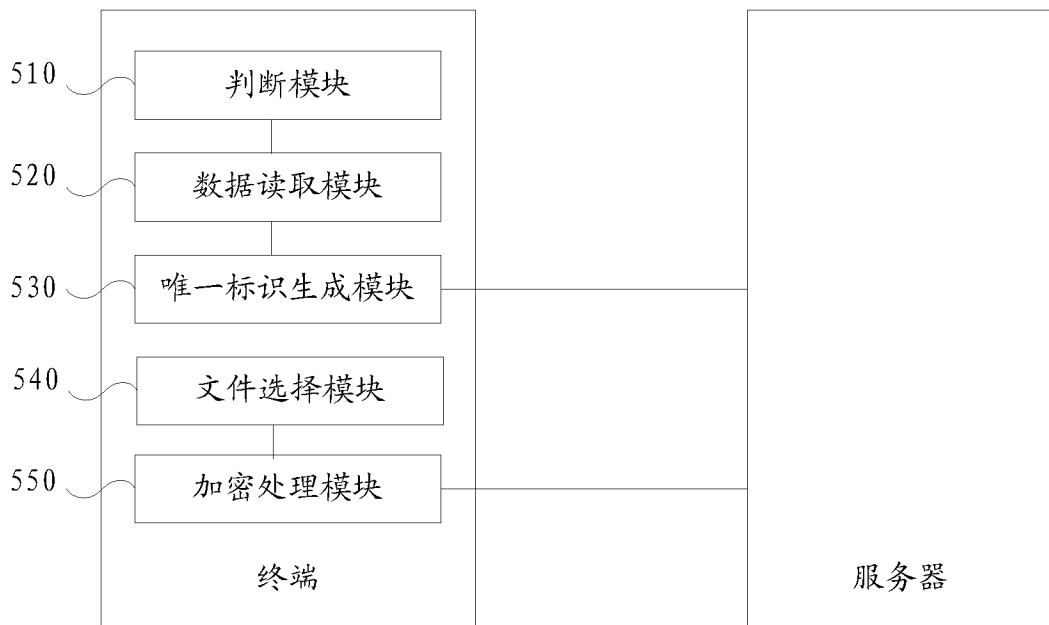 510
判断模块
520
数据读取模块
530
唯一标识生成模块
540
文件选择模块
550
加密处理模块
终端
服务器